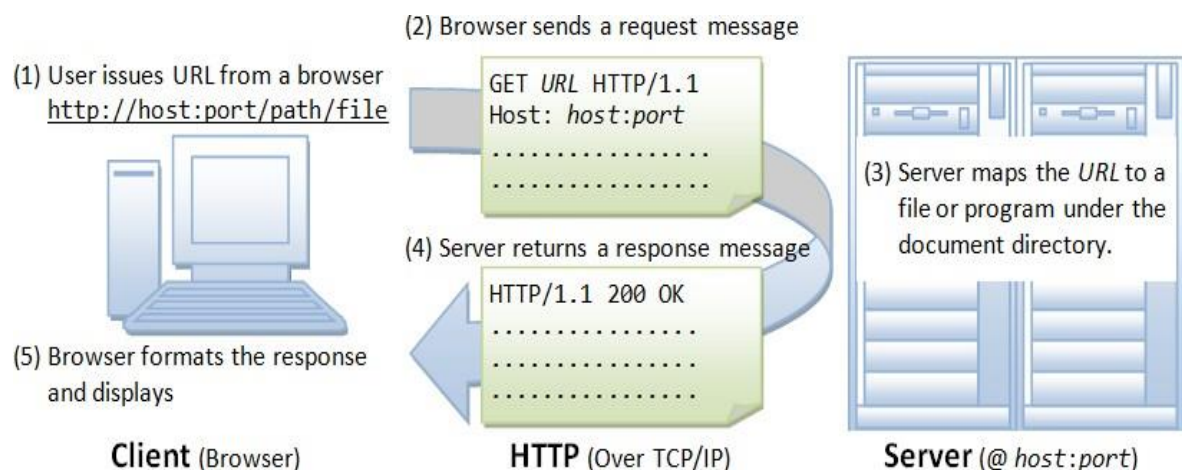 (1) User issues URL from a browser
http://host:port/path/file
(2) Browser sends a request message
GET URL HTTP/1.1
Host: host:port
.................
.................
(3) Server maps the URL to a
file or program under the
document directory.
(4) Server returns a response message
HTTP/1.1 200 OK
................
................
................
(5) Browser formats the response
and displays
Client (Browser)
HTTP (Over TCP/IP)
Server (@ host:port)